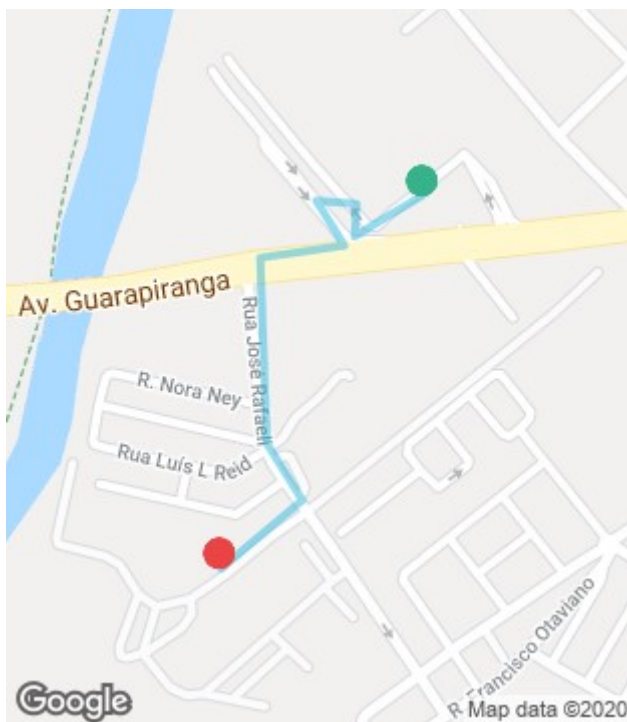 Av. Guarapiranga
Rua José Rafaeli
R. Nora Ney
Rua Luís L Reid
R. Francisco Otaviano
Google
Map data ©2020